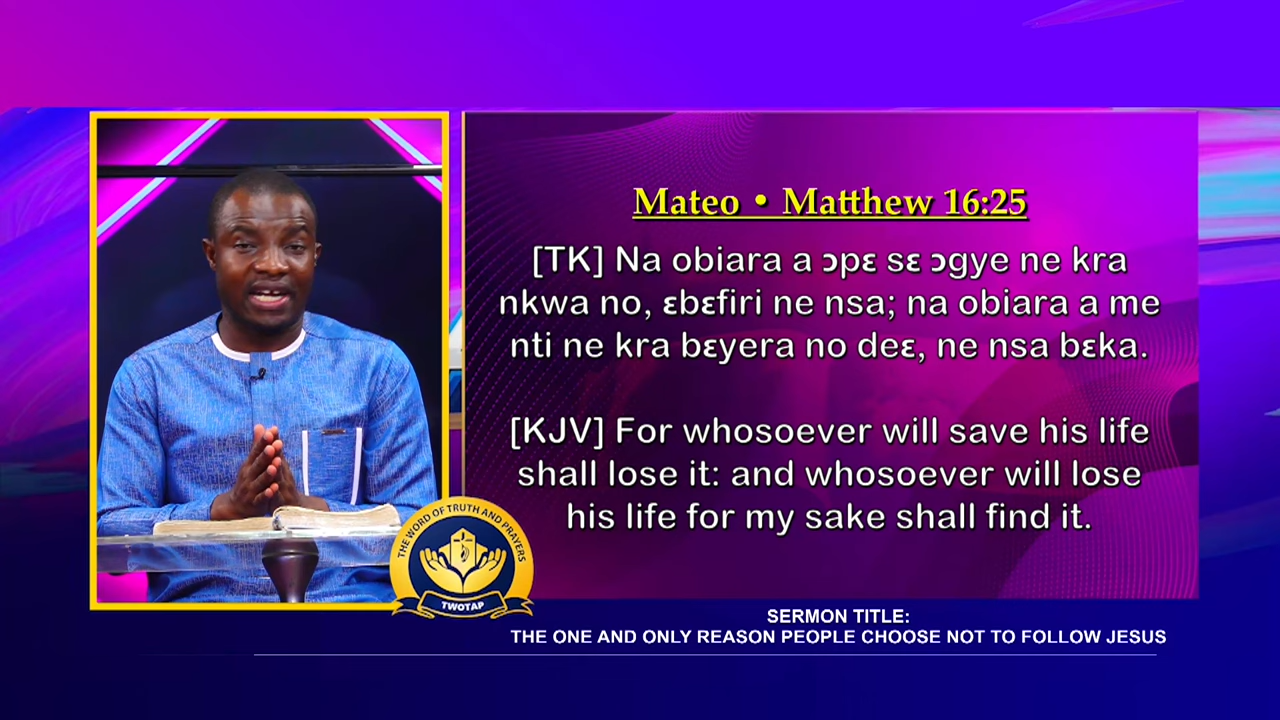 Mateo • Matthew 16:25
[TK] Na obiara a ɔpɛ sɛ ɔgye ne kra
nkwa no, ɛbɛfiri ne nsa; na obiara a me
nti ne kra bɛyera no deɛ, ne nsa bɛka.
[KJV] For whosoever will save his life
shall lose it: and whosoever will lose
his life for my sake shall find it.
THE WORD OF TRUTH AND PRAYERS
TWOTAP
SERMON TITLE:
THE ONE AND ONLY REASON PEOPLE CHOOSE NOT TO FOLLOW JESUS